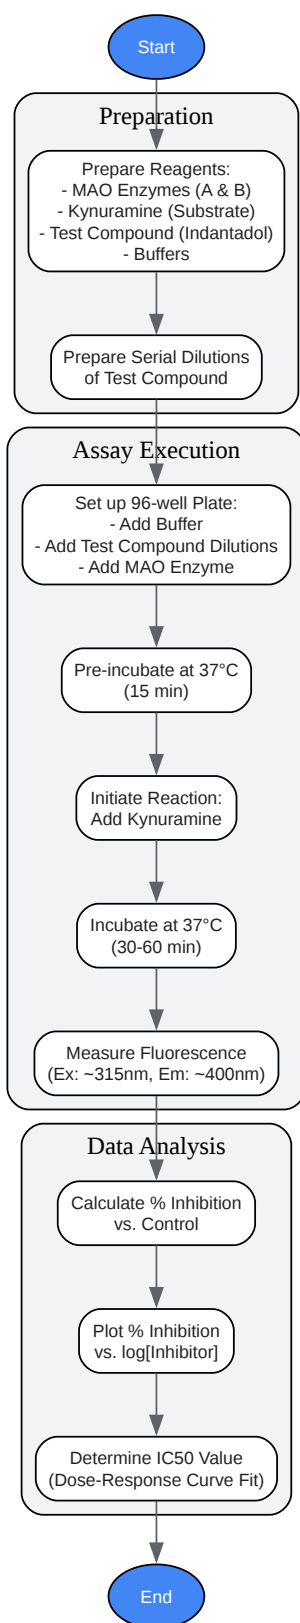 Start
Preparation
Prepare Reagents:
- MAO Enzymes (A & B)
- Kynuramine (Substrate)
- Test Compound (Indantadol)
- Buffers
Prepare Serial Dilutions
of Test Compound
Assay Execution
Set up 96-well Plate:
- Add Buffer
- Add Test Compound Dilutions
- Add MAO Enzyme
Pre-incubate at 37°C
(15 min)
Initiate Reaction:
Add Kynuramine
Incubate at 37°C
(30-60 min)
Measure Fluorescence
(Ex: ~315nm, Em: ~400nm)
Data Analysis
Calculate % Inhibition
vs. Control
Plot % Inhibition
vs. log[Inhibitor]
Determine IC50 Value
(Dose-Response Curve Fit)
End